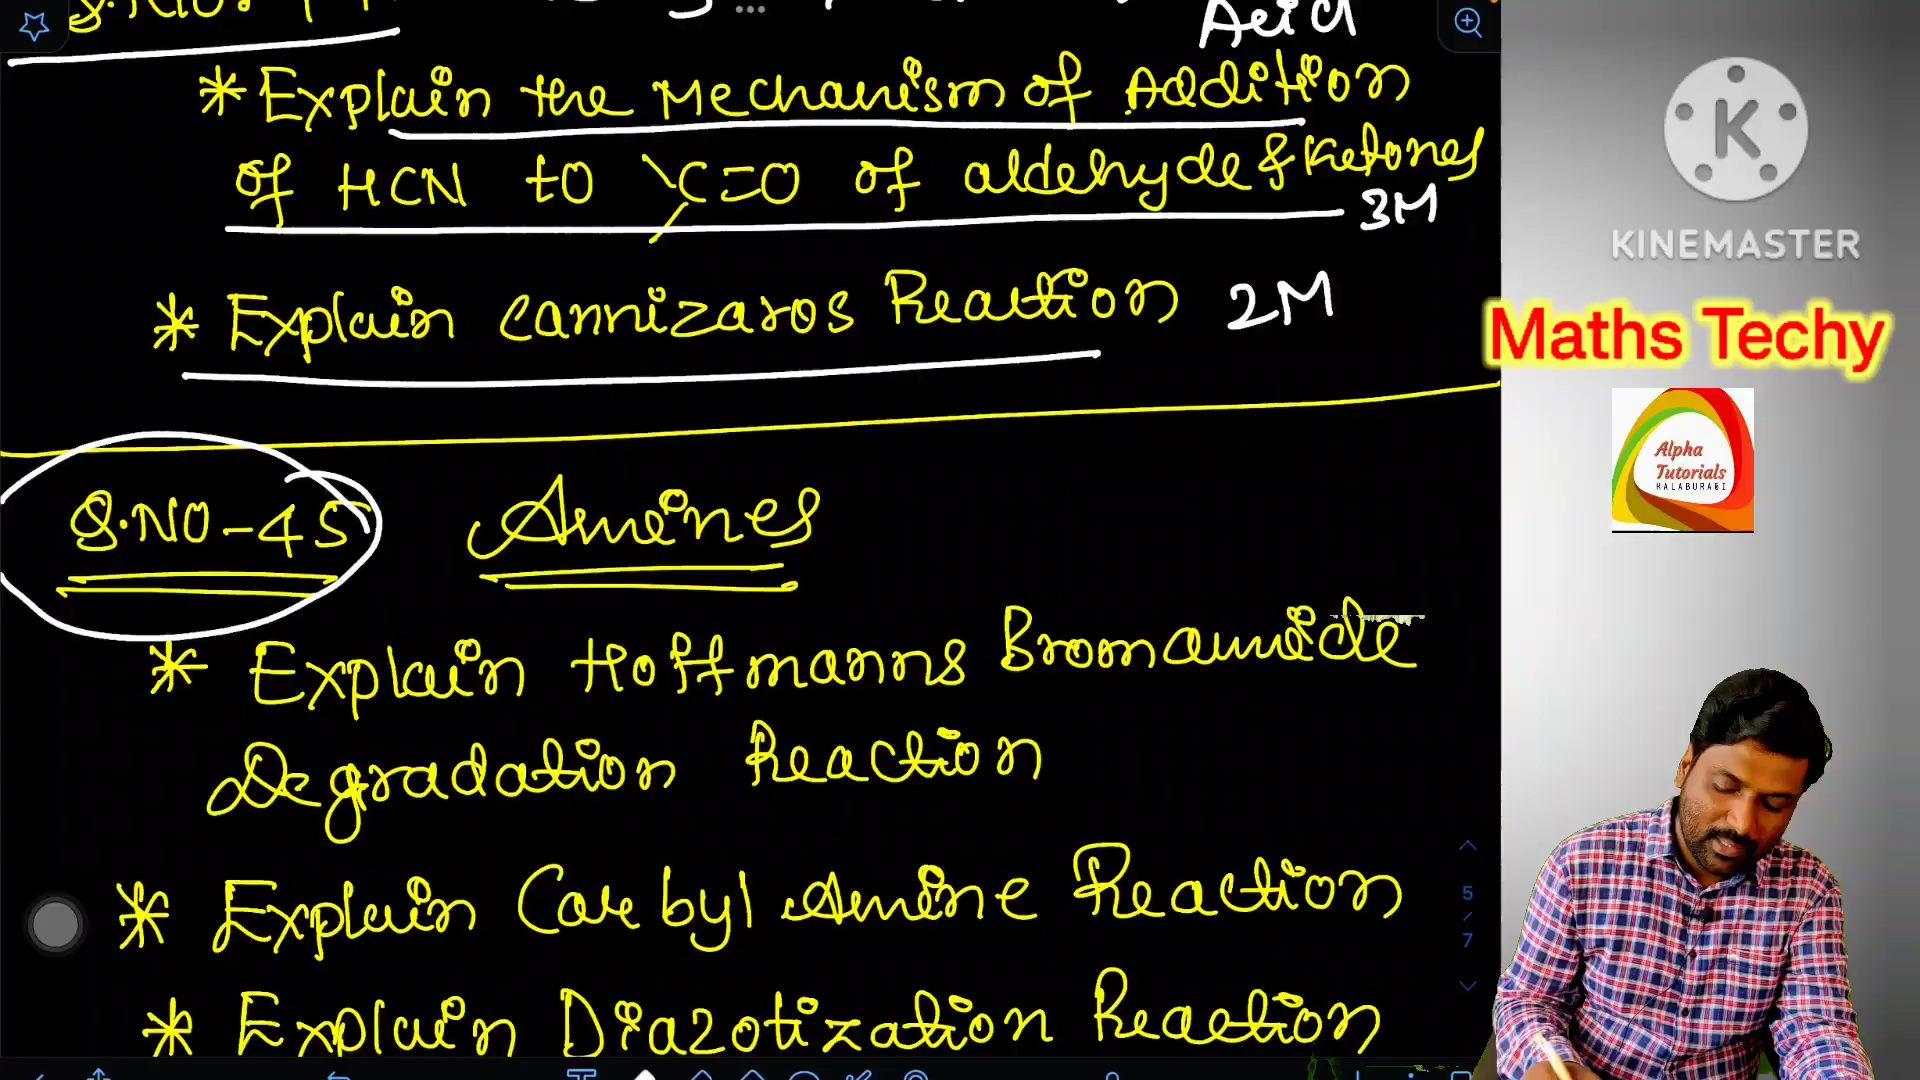 Acid
* Explain the Mechanism of Addition
of HCN to >C=O of aldehyde & Ketones
3M
* Explain Cannizaros Reaction 2M
Q.NO-45 Amines
* Explain Hoffmanns Bromamide
Degradation Reaction
* Explain Carbyl Amine Reaction
* Explain Diazotization Reaction
5
/
7
K
KINEMASTER
Maths Techy
Alpha
Tutorials
KALABURAGI